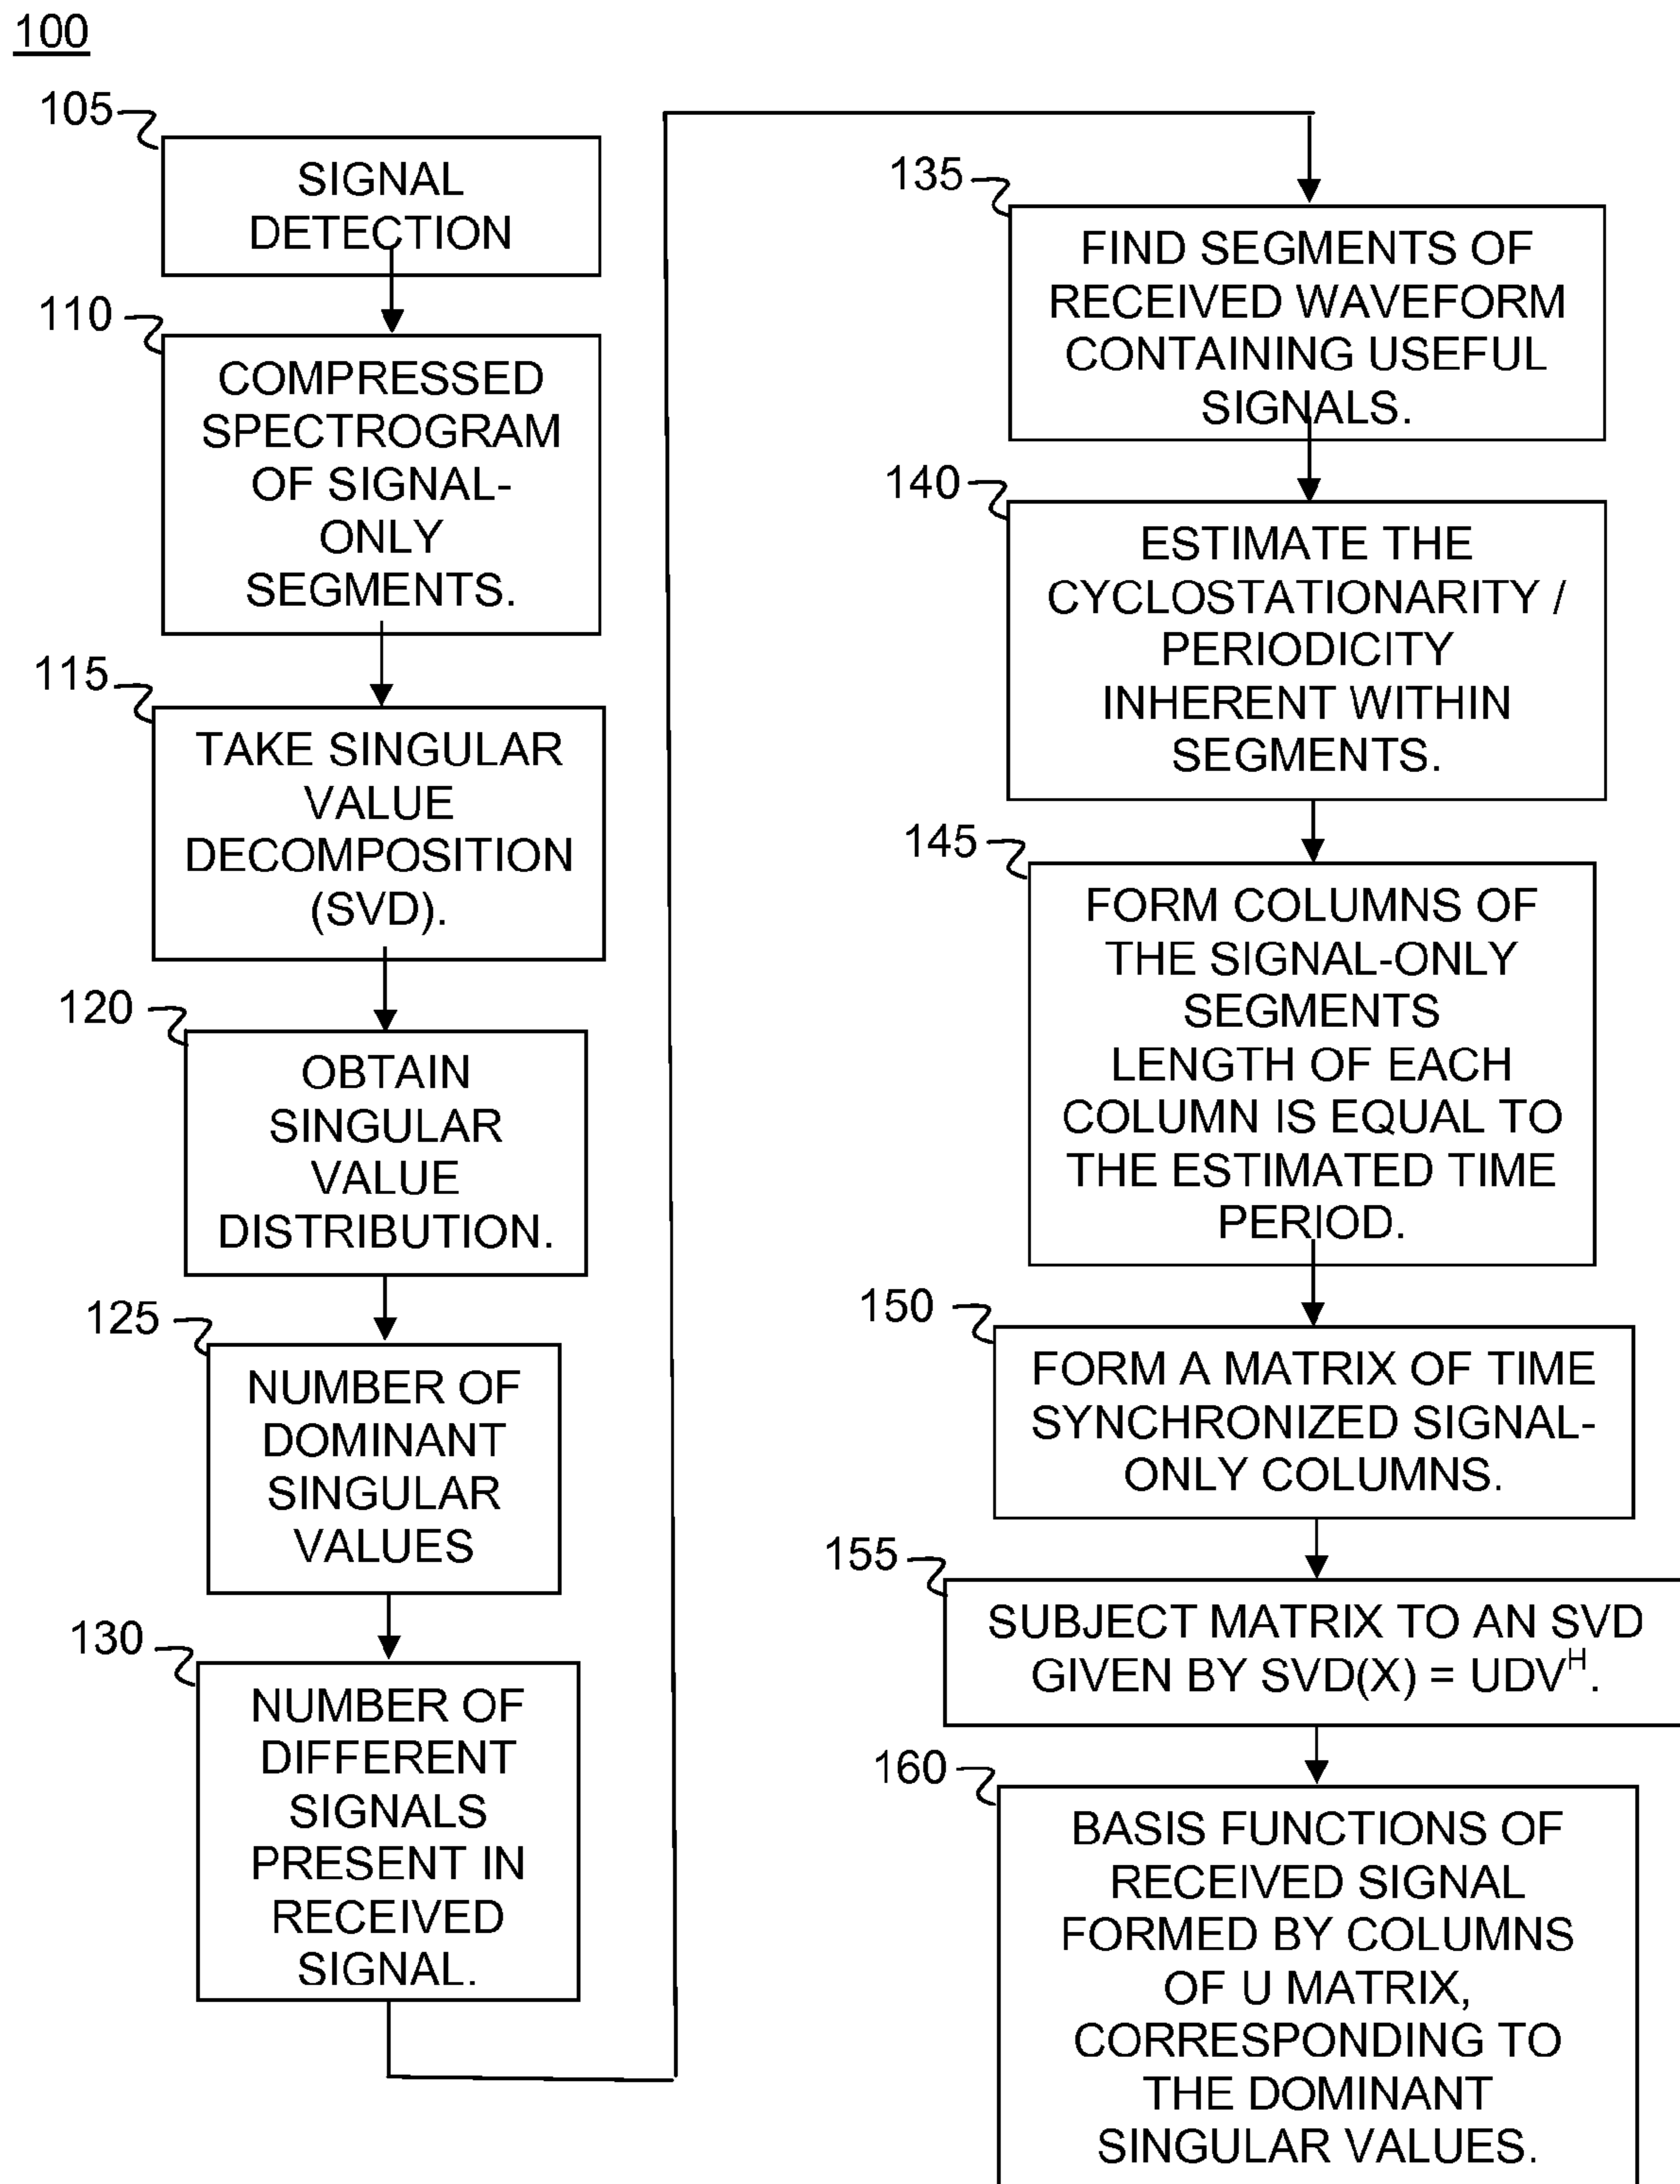 100
105
SIGNAL
DETECTION
110
COMPRESSED
SPECTROGRAM
OF SIGNAL-
ONLY
SEGMENTS.
115
TAKE SINGULAR
VALUE
DECOMPOSITION
(SVD).
120
OBTAIN
SINGULAR
VALUE
DISTRIBUTION.
125
NUMBER OF
DOMINANT
SINGULAR
VALUES
130
NUMBER OF
DIFFERENT
SIGNALS
PRESENT IN
RECEIVED
SIGNAL.
135
FIND SEGMENTS OF
RECEIVED WAVEFORM
CONTAINING USEFUL
SIGNALS.
140
ESTIMATE THE
CYCLOSTATIONARITY /
PERIODICITY
INHERENT WITHIN
SEGMENTS.
145
FORM COLUMNS OF
THE SIGNAL-ONLY
SEGMENTS
LENGTH OF EACH
COLUMN IS EQUAL TO
THE ESTIMATED TIME
PERIOD.
150
FORM A MATRIX OF TIME
SYNCHRONIZED SIGNAL-
ONLY COLUMNS.
155
SUBJECT MATRIX TO AN SVD
GIVEN BY SVD(X) = UDVᴴ.
160
BASIS FUNCTIONS OF
RECEIVED SIGNAL
FORMED BY COLUMNS
OF U MATRIX,
CORRESPONDING TO
THE DOMINANT
SINGULAR VALUES.